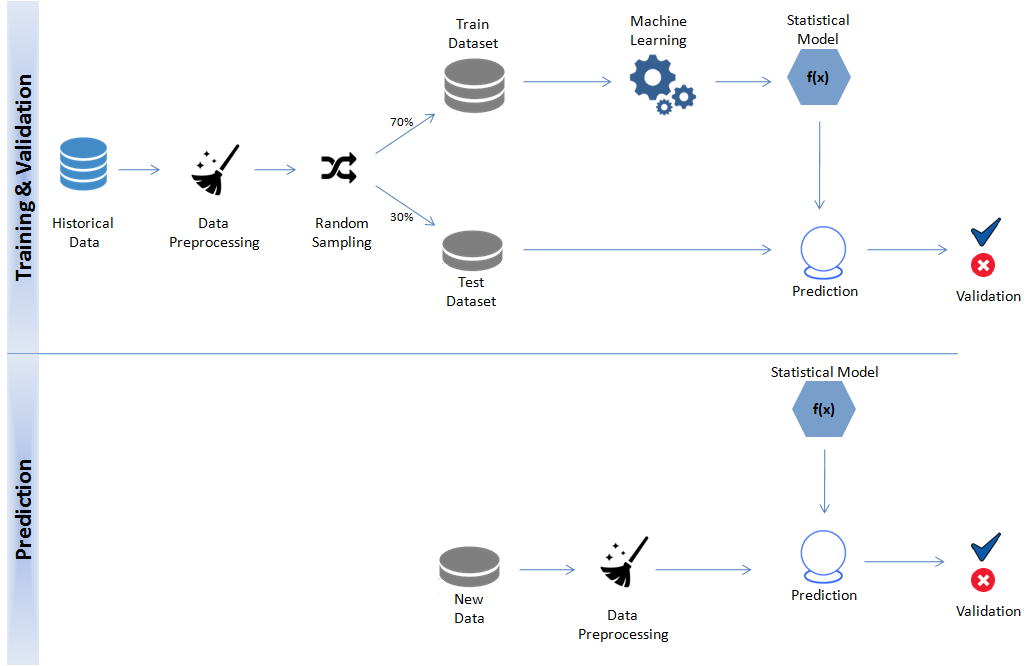 Training & Validation
Train
Dataset
Machine
Learning
Statistical
Model
f(x)
70%
30%
Historical
Data
Data
Preprocessing
Random
Sampling
Test
Dataset
Prediction
Validation
Prediction
Statistical Model
f(x)
New
Data
Data
Preprocessing
Prediction
Validation